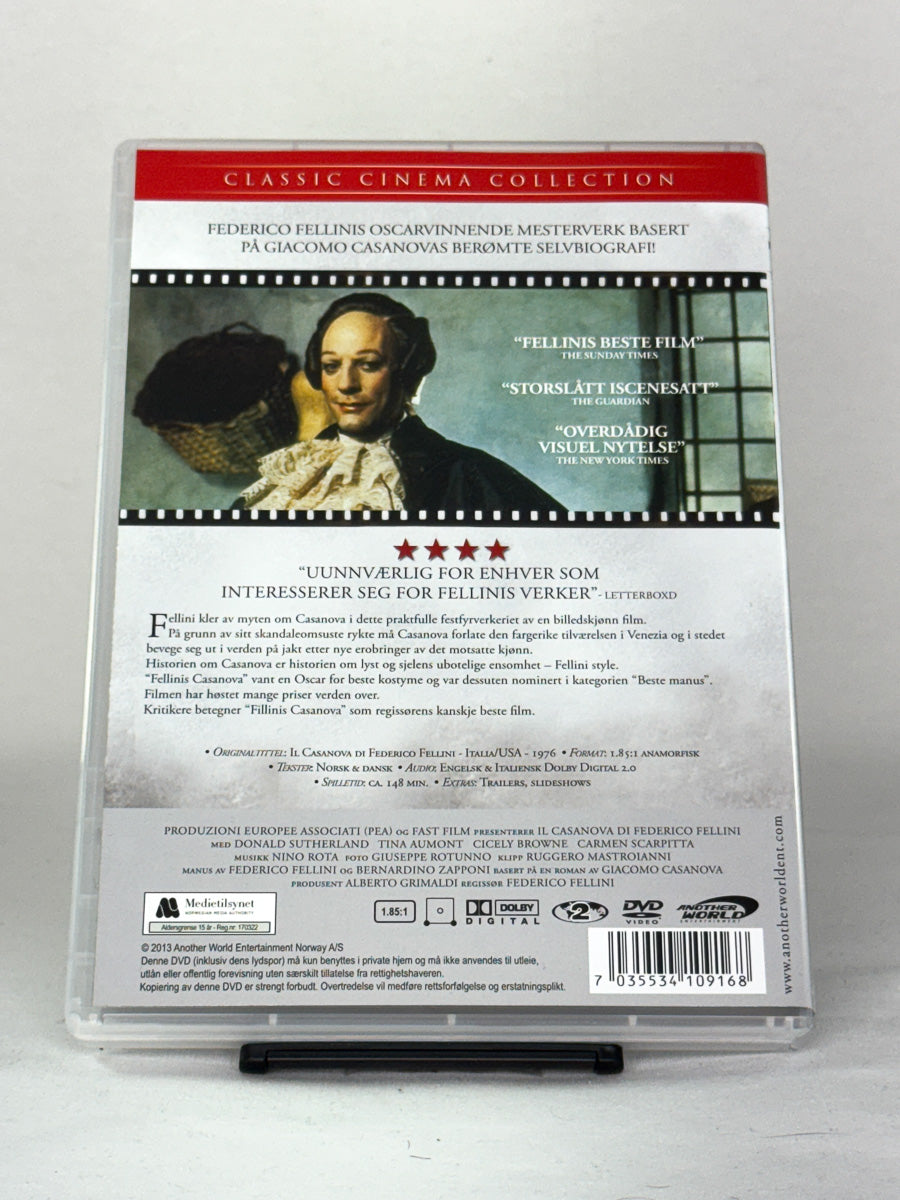 CLASSIC CINEMA COLLECTION
FEDERICO FELLINIS OSCARVINNENDE MESTERVERK BASERT
PÅ GIACOMO CASANOVAS BERØMTE SELVBIOGRAFI!
"FELLINIS BESTE FILM"
THE SUNDAY TIMES
"STORSLÅTT ISCENESATT"
THE GUARDIAN
"OVERDÅDIG
VISUEL NYTELSE"
THE NEW YORK TIMES
"UUNNVÆRLIG FOR ENHVER SOM
INTERESSERER SEG FOR FELLINIS VERKER" - LETTERBOXD
Fellini kler av myten om Casanova i dette praktfulle festfyrverkeriet av en billedskjønn film.
På grunn av sitt skandaleomsuste rykte må Casanova forlate den fargerike tilværelsen i Venezia og i stedet
bevege seg ut i verden på jakt etter nye erobringer av det motsatte kjønn.
Historien om Casanova er historien om lyst og sjelens ubotelige ensomhet – Fellini style.
"Fellinis Casanova" vant en Oscar for beste kostyme og var dessuten nominert i kategorien "Beste manus".
Filmen har høstet mange priser verden over.
Kritikere betegner "Fillinis Casanova" som regissørens kanskje beste film.
• ORIGINALTITTEL: IL CASANOVA DI FEDERICO FELLINI - ITALIA/USA - 1976 • FORMAT: 1.85:1 ANAMORFISK
• TEKSTER: NORSK & DANSK • AUDIO: ENGELSK & ITALIENSK DOLBY DIGITAL 2.0
• SPILLETID: CA. 148 MIN. • EXTRAS: TRAILERS, SLIDESHOWS
PRODUZIONI EUROPEE ASSOCIATI (PEA) OG FAST FILM PRESENTERER IL CASANOVA DI FEDERICO FELLINI
MED DONALD SUTHERLAND TINA AUMONT CICELY BROWNE CARMEN SCARPITTA
MUSIKK NINO ROTA FOTO GIUSEPPE ROTUNNO KLIPP RUGGERO MASTROIANNI
MANUS AV FEDERICO FELLINI OG BERNARDINO ZAPPONI BASERT PÅ EN ROMAN AV GIACOMO CASANOVA
PRODUSENT ALBERTO GRIMALDI REGISSØR FEDERICO FELLINI
Medietilsynet
NORWEGIAN MEDIA AUTHORITY
Aldersgrense 15 år - Reg.nr: 170322
1.85:1
DOLBY
DIGITAL
2
DVD
VIDEO
ANOTHER
WORLD
ENTERTAINMENT
© 2013 Another World Entertainment Norway A/S
Denne DVD (inklusiv dens lydspor) må kun benyttes i private hjem og må ikke anvendes til utleie,
utlån eller offentlig forevisning uten særskilt tillatelse fra rettighetshaveren.
Kopiering av denne DVD er strengt forbudt. Overtredelse vil medføre rettsforfølgelse og erstatningsplikt.
7 035534 109168
www.anotherworldent.com